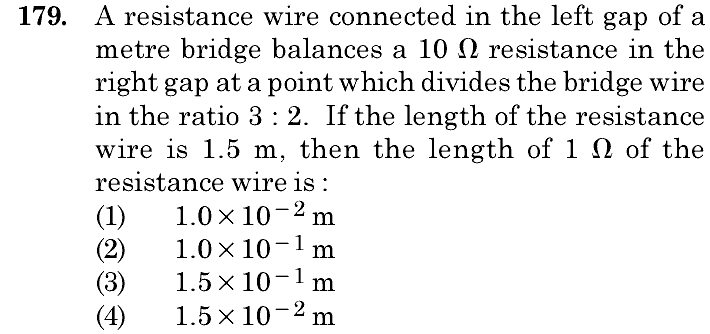 179. A resistance wire connected in the left gap of a
metre bridge balances a 10 Ω resistance in the
right gap at a point which divides the bridge wire
in the ratio 3 : 2. If the length of the resistance
wire is 1.5 m, then the length of 1 Ω of the
resistance wire is :
(1) 1.0 × 10⁻² m
(2) 1.0 × 10⁻¹ m
(3) 1.5 × 10⁻¹ m
(4) 1.5 × 10⁻² m